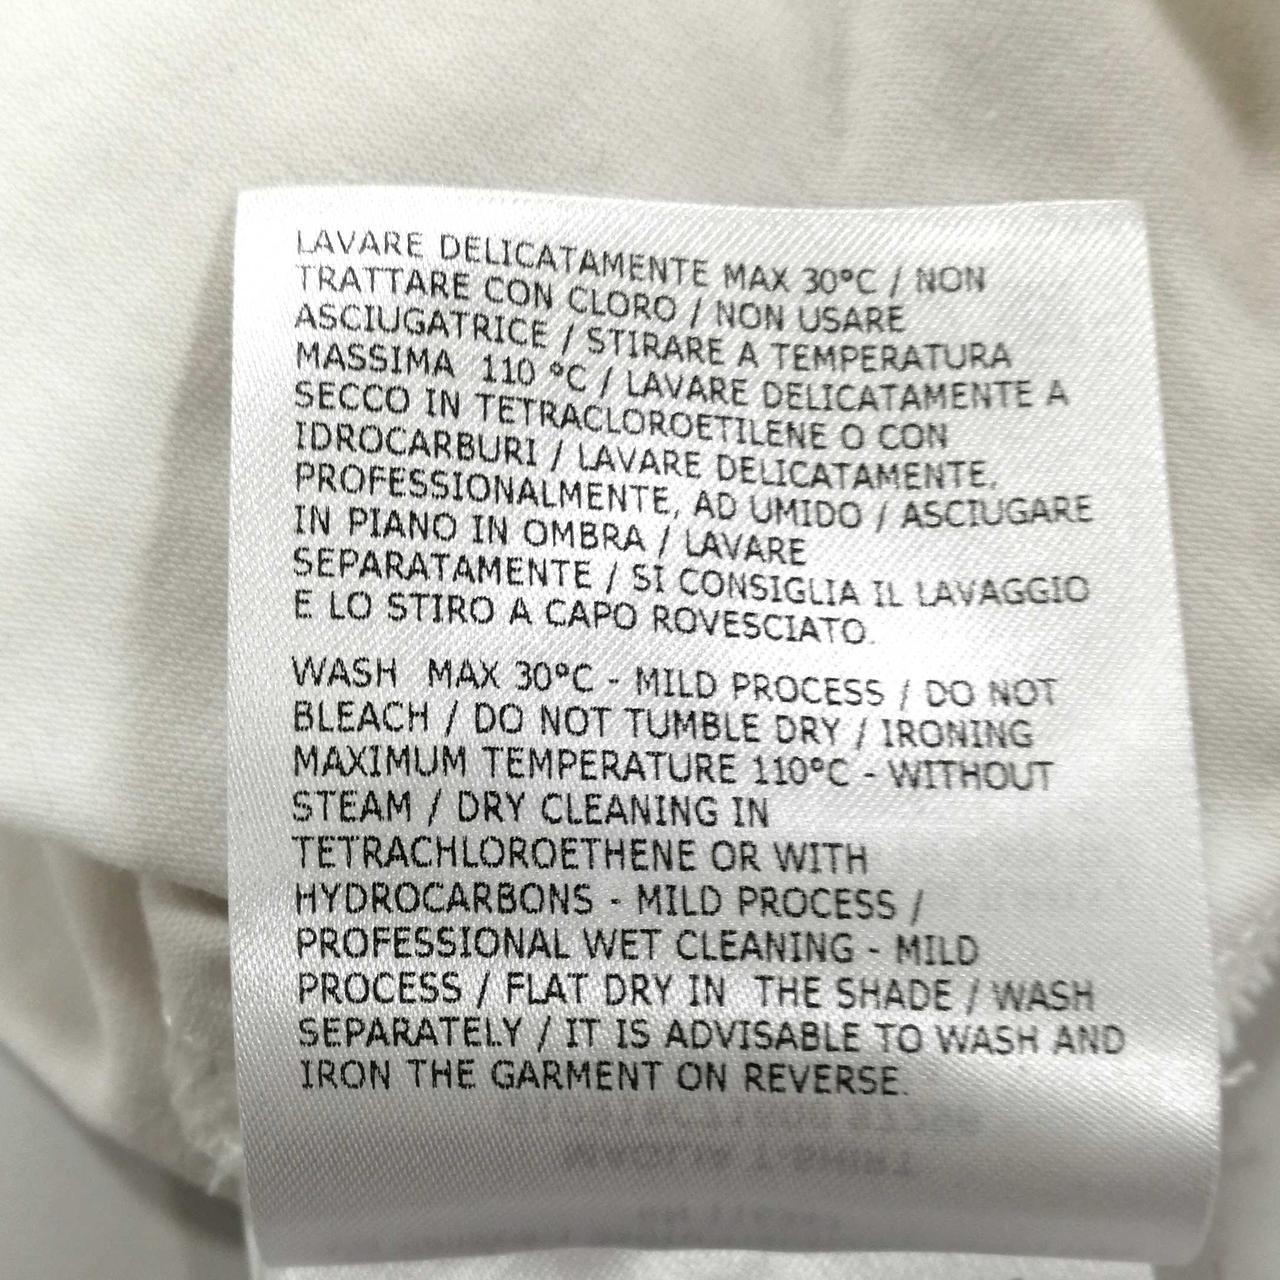 LAVARE DELICATAMENTE MAX 30°C / NON
TRATTARE CON CLORO / NON USARE
ASCIUGATRICE / STIRARE A TEMPERATURA
MASSIMA 110 °C / LAVARE DELICATAMENTE A
SECCO IN TETRACLOROETILENE O CON
IDROCARBURI / LAVARE DELICATAMENTE,
PROFESSIONALMENTE, AD UMIDO / ASCIUGARE
IN PIANO IN OMBRA / LAVARE
SEPARATAMENTE / SI CONSIGLIA IL LAVAGGIO
E LO STIRO A CAPO ROVESCIATO.
WASH MAX 30°C - MILD PROCESS / DO NOT
BLEACH / DO NOT TUMBLE DRY / IRONING
MAXIMUM TEMPERATURE 110°C - WITHOUT
STEAM / DRY CLEANING IN
TETRACHLOROETHENE OR WITH
HYDROCARBONS - MILD PROCESS /
PROFESSIONAL WET CLEANING - MILD
PROCESS / FLAT DRY IN THE SHADE / WASH
SEPARATELY / IT IS ADVISABLE TO WASH AND
IRON THE GARMENT ON REVERSE.